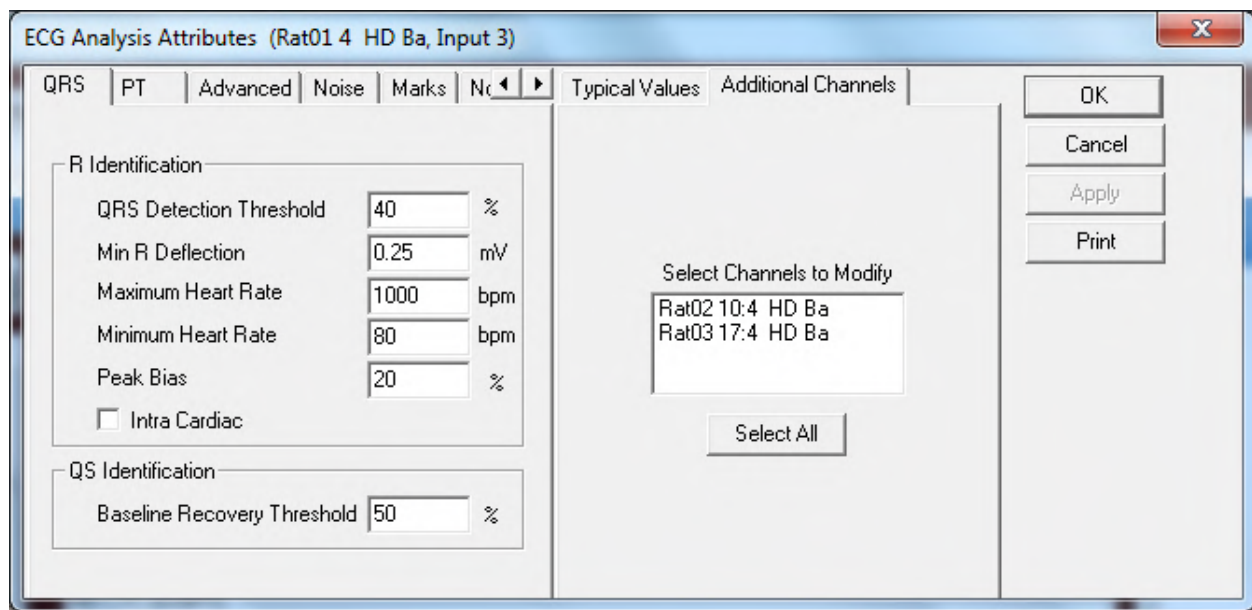 ECG Analysis Attributes (Rat01 4 HD Ba, Input 3)
QRS PT Advanced Noise Marks No
R Identification
QRS Detection Threshold 40 %
Min R Deflection 0.25 mV
Maximum Heart Rate 1000 bpm
Minimum Heart Rate 80 bpm
Peak Bias 20 %
Intra Cardiac
QS Identification
Baseline Recovery Threshold 50 %
Typical Values Additional Channels
Select Channels to Modify
Rat02 10:4 HD Ba
Rat03 17:4 HD Ba
Select All
OK
Cancel
Apply
Print